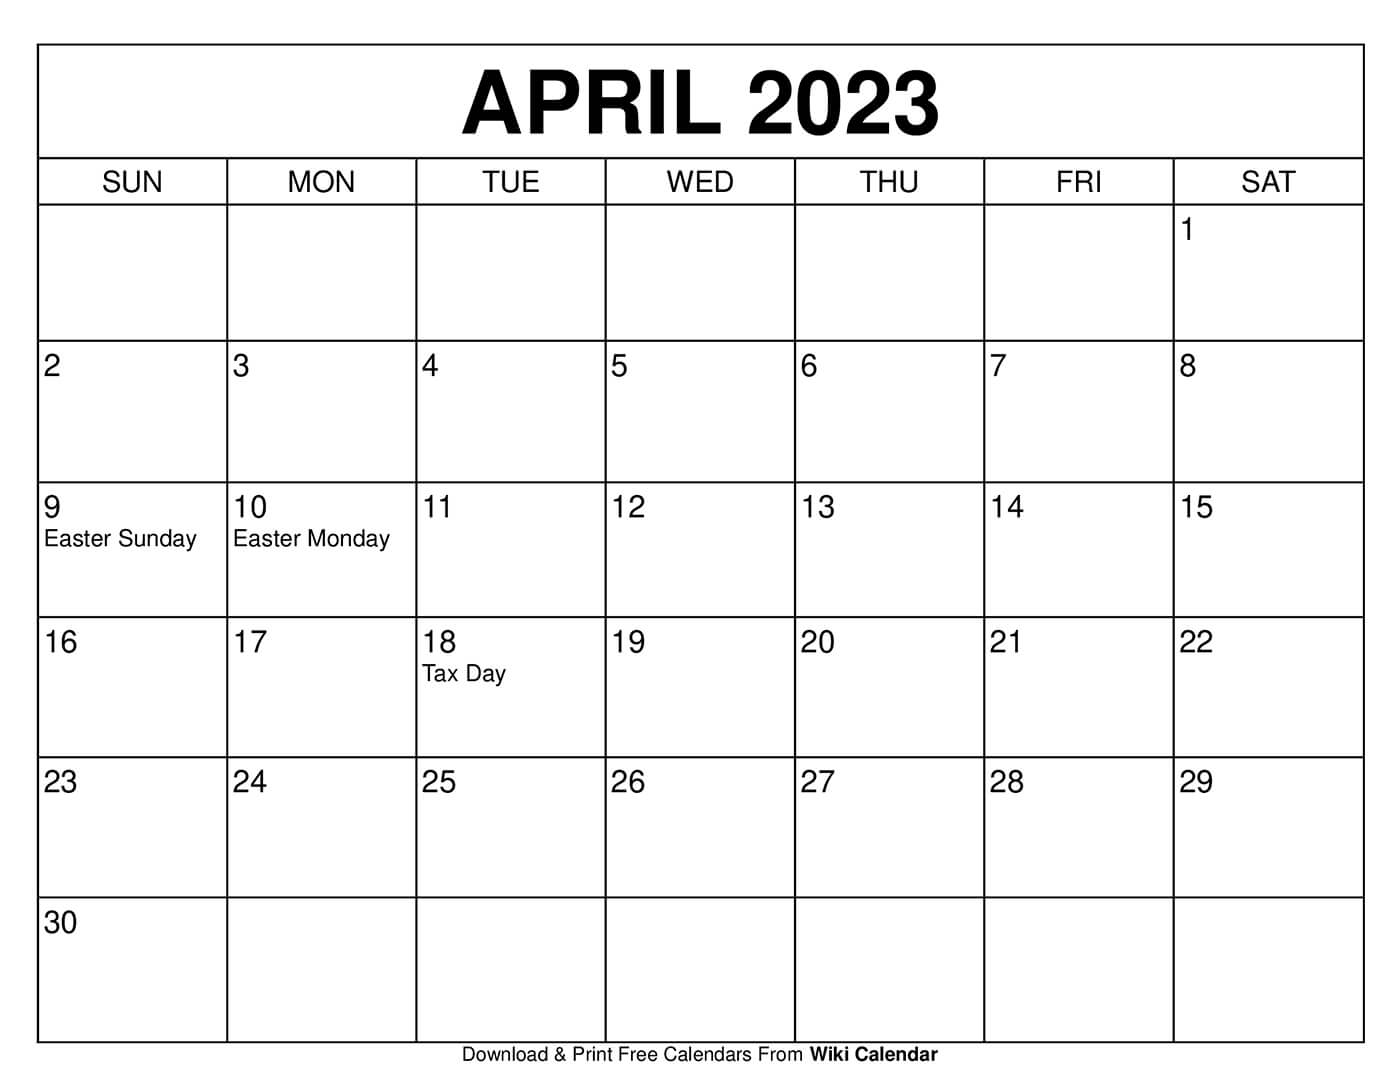 APRIL 2023
SUN MON TUE WED THU FRI SAT
1
2 3 4 5 6 7 8
9 10 11 12 13 14 15
Easter Sunday Easter Monday
16 17 18 19 20 21 22
Tax Day
23 24 25 26 27 28 29
30
Download & Print Free Calendars From Wiki Calendar